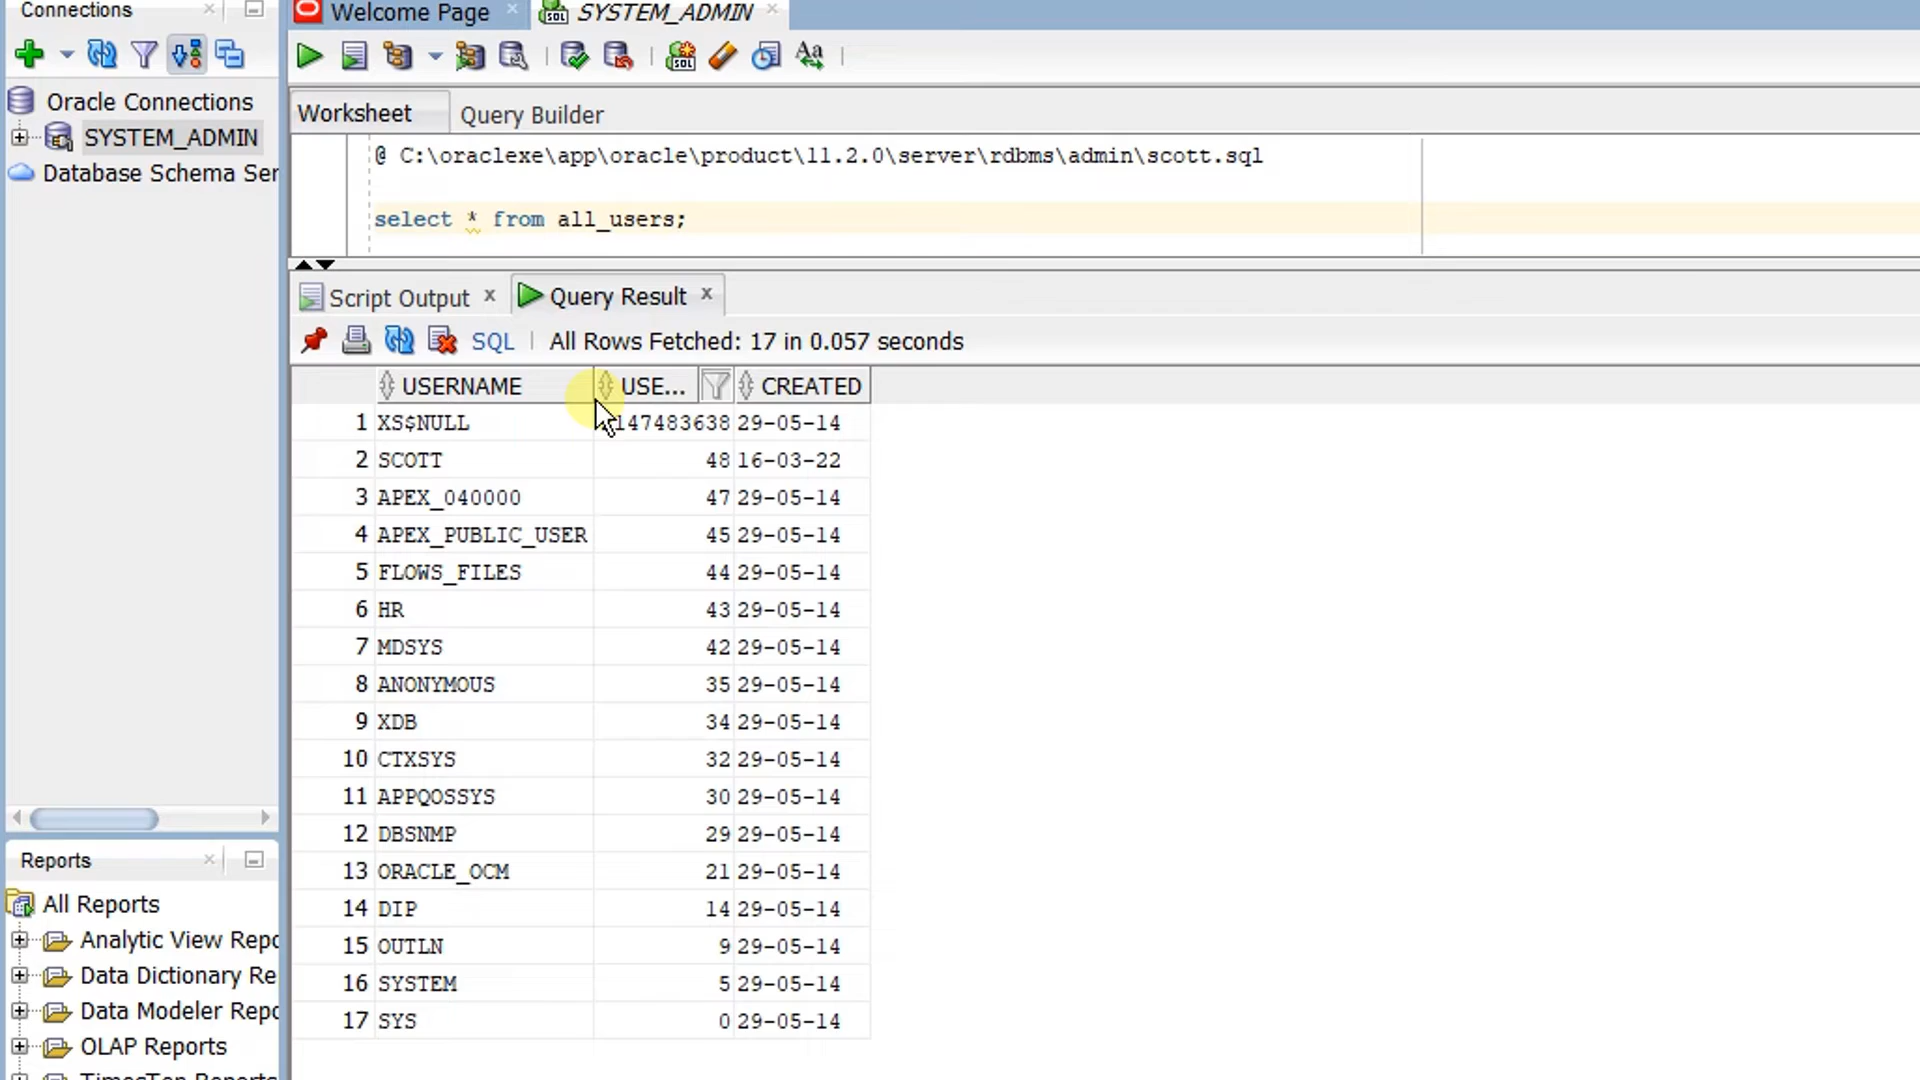 Connections
Welcome Page
SYSTEM_ADMIN
Oracle Connections
SYSTEM_ADMIN
Database Schema Ser
Worksheet
Query Builder
@ C:\oraclexe\app\oracle\product\11.2.0\server\rdbms\admin\scott.sql
select * from all_users;
Script Output
Query Result
SQL
All Rows Fetched: 17 in 0.057 seconds
USERNAME USE... CREATED
1 XS$NULL 147483638 29-05-14
2 SCOTT 48 16-03-22
3 APEX_040000 47 29-05-14
4 APEX_PUBLIC_USER 45 29-05-14
5 FLOWS_FILES 44 29-05-14
6 HR 43 29-05-14
7 MDSYS 42 29-05-14
8 ANONYMOUS 35 29-05-14
9 XDB 34 29-05-14
10 CTXSYS 32 29-05-14
11 APPQOSSYS 30 29-05-14
12 DBSNMP 29 29-05-14
13 ORACLE_OCM 21 29-05-14
14 DIP 14 29-05-14
15 OUTLN 9 29-05-14
16 SYSTEM 5 29-05-14
17 SYS 0 29-05-14
Reports
All Reports
Analytic View Repo
Data Dictionary Re
Data Modeler Repo
OLAP Reports
TimesTen Reports